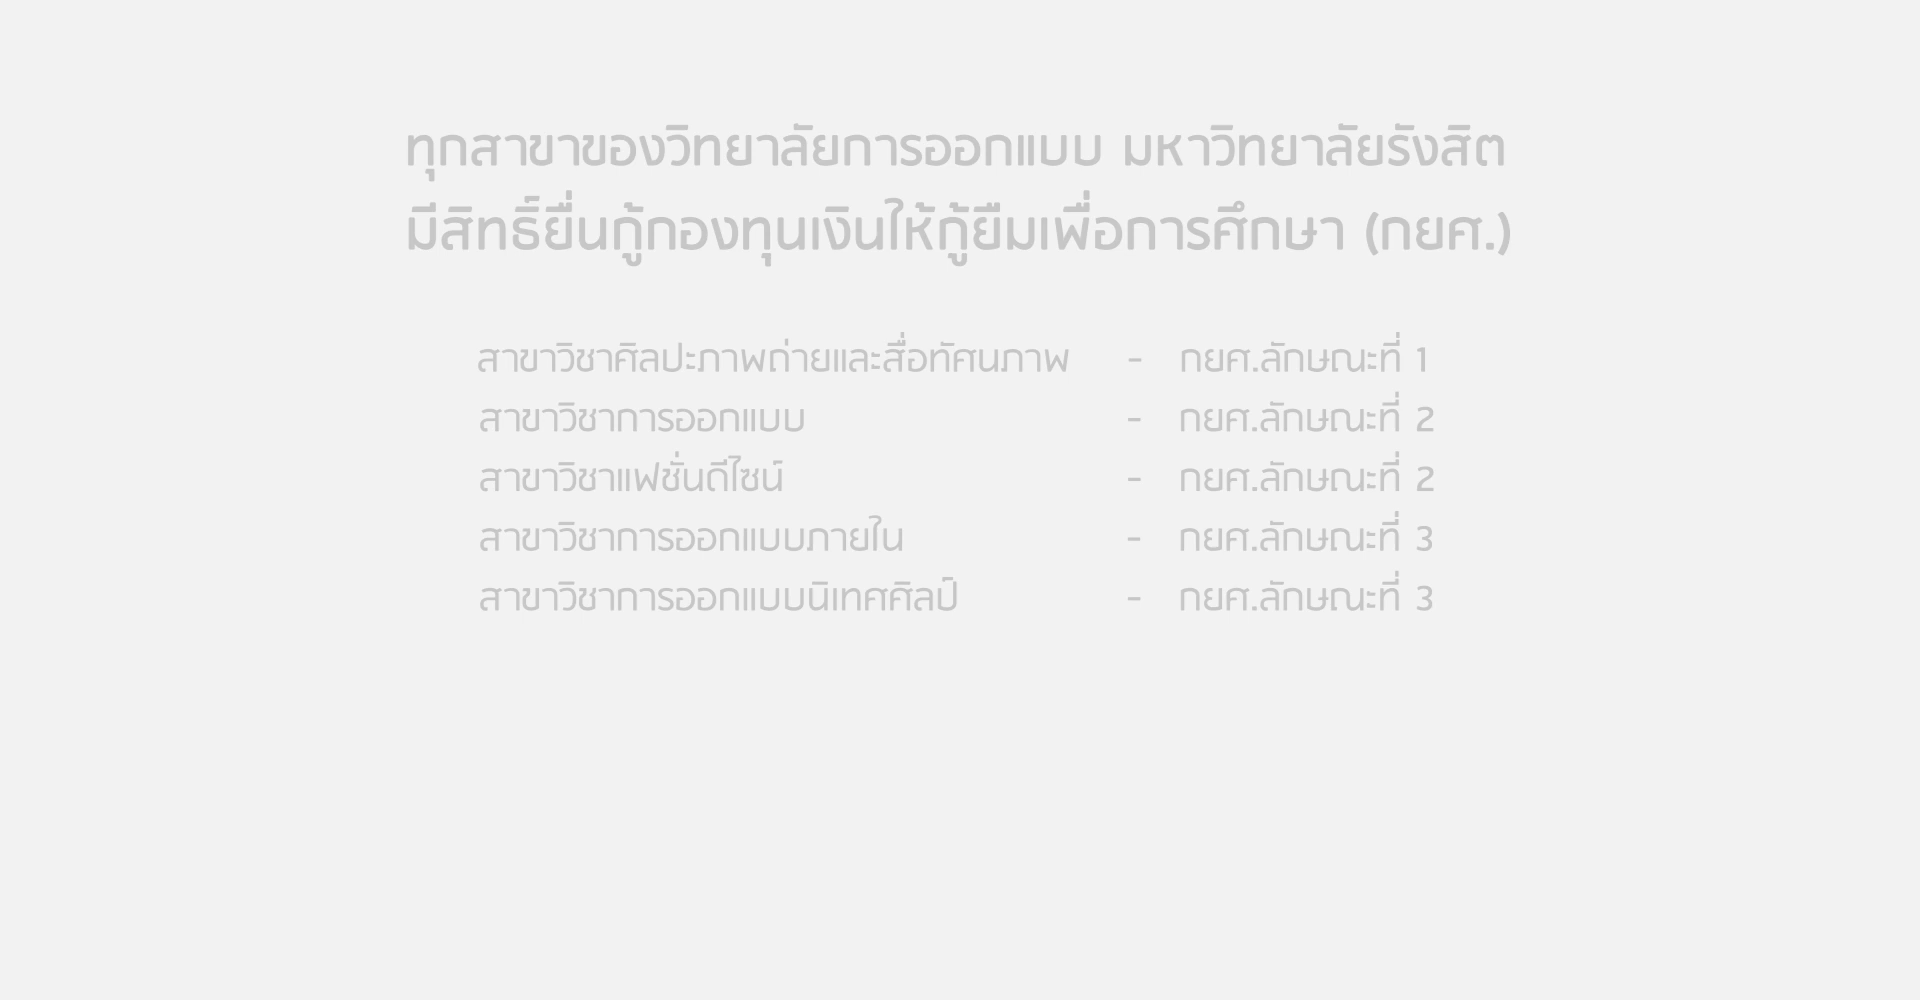 ทุกสาขาของวิทยาลัยการออกแบบ มหาวิทยาลัยรังสิต
มีสิทธิ์ยื่นกู้กองทุนเงินให้กู้ยืมเพื่อการศึกษา (กยศ.)
สาขาวิชาศิลปะภาพถ่ายและสื่อทัศนภาพ - กยศ.ลักษณะที่ 1
สาขาวิชาการออกแบบ - กยศ.ลักษณะที่ 2
สาขาวิชาแฟชั่นดีไซน์ - กยศ.ลักษณะที่ 2
สาขาวิชาการออกแบบภายใน - กยศ.ลักษณะที่ 3
สาขาวิชาการออกแบบนิเทศศิลป์ - กยศ.ลักษณะที่ 3